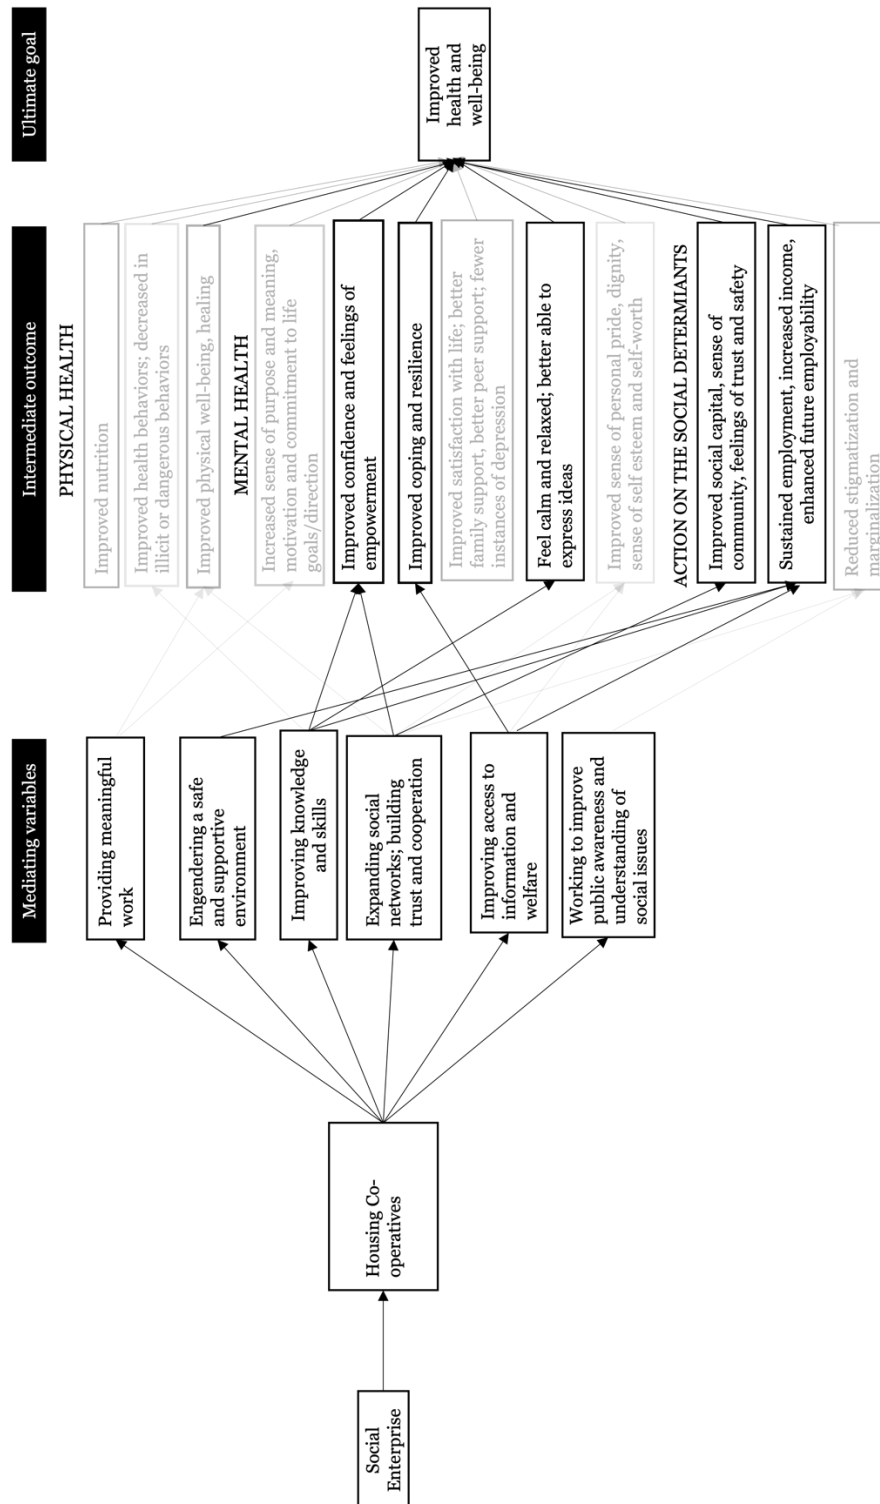 Mediating variables
Intermediate outcome
Ultimate goal
Social
Enterprise
Housing Co-
operatives
Providing meaningful
work
Engendering a safe
and supportive
environment
Improving knowledge
and skills
Expanding social
networks; building
trust and cooperation
Improving access to
information and
welfare
Working to improve
public awareness and
understanding of
social issues
PHYSICAL HEALTH
Improved nutrition
Improved health behaviors; decreased in
illicit or dangerous behaviors
Improved physical well-being, healing
MENTAL HEALTH
Increased sense of purpose and meaning,
motivation and commitment to life
goals/direction
Improved confidence and feelings of
empowerment
Improved coping and resilience
Improved satisfaction with life; better
family support, better peer support; fewer
instances of depression
Feel calm and relaxed; better able to
express ideas
Improved sense of personal pride, dignity,
sense of self esteem and self-worth
ACTION ON THE SOCIAL DETERMIANTS
Improved social capital, sense of
community, feelings of trust and safety
Sustained employment, increased income,
enhanced future employability
Reduced stigmatization and
marginalization
Improved
health and
well-being